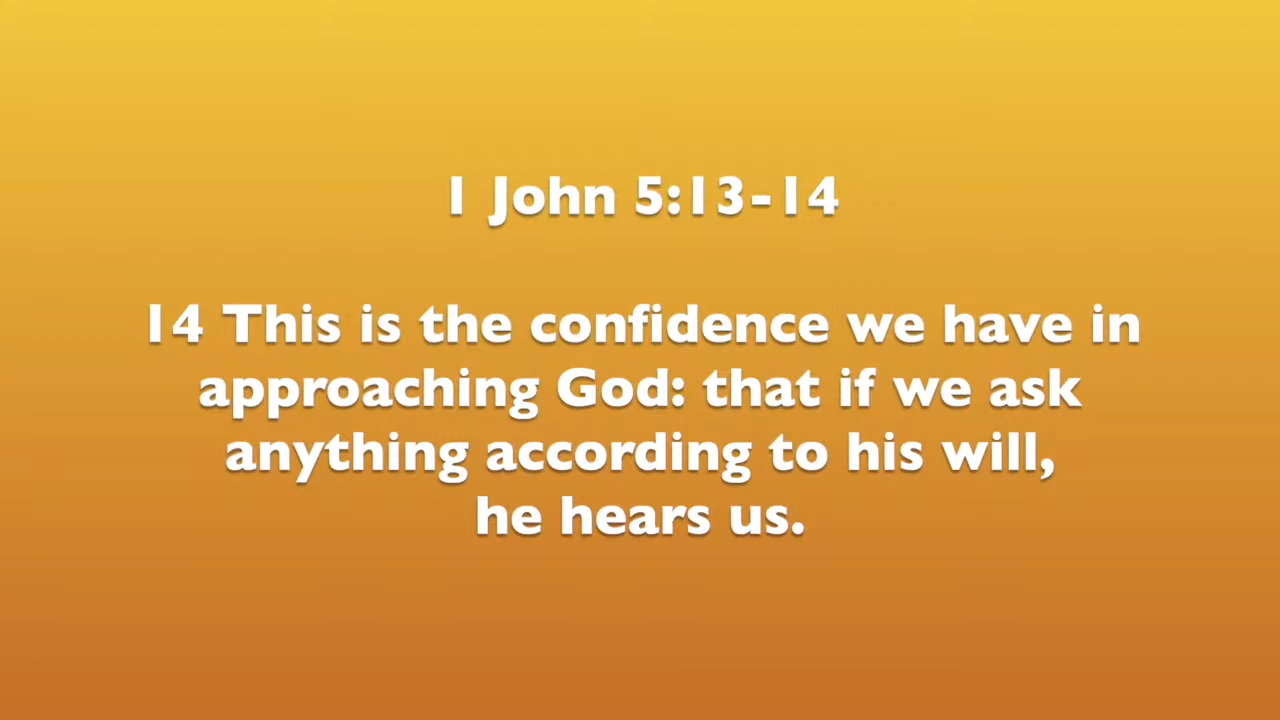 1 John 5:13-14
14 This is the confidence we have in
approaching God: that if we ask
anything according to his will,
he hears us.